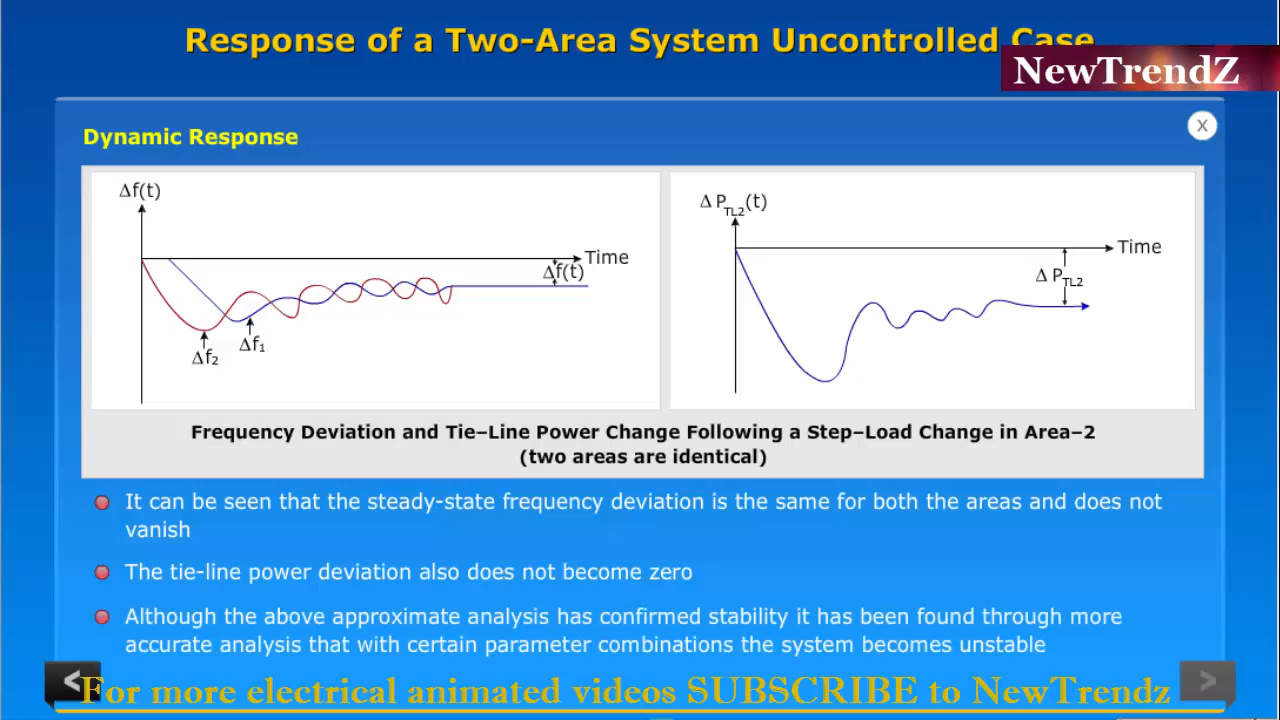 Response of a Two-Area System Uncontrolled Case
NewTrendZ
Dynamic Response
X
Δf(t)
Time
Δf(t)
Δf₁
Δf₂
Δ P_TL2(t)
Time
Δ P_TL2
Frequency Deviation and Tie–Line Power Change Following a Step–Load Change in Area–2
(two areas are identical)
It can be seen that the steady-state frequency deviation is the same for both the areas and does not
vanish
The tie-line power deviation also does not become zero
Although the above approximate analysis has confirmed stability it has been found through more
accurate analysis that with certain parameter combinations the system becomes unstable
< For more electrical animated videos SUBSCRIBE to NewTrendz >